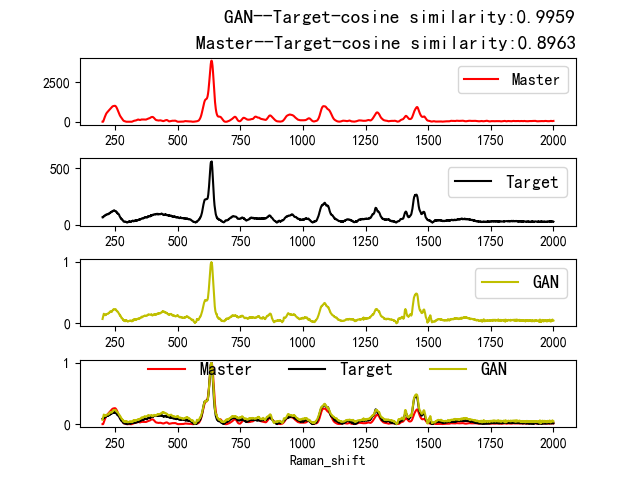 GAN--Target-cosine similarity:0.9959
Master--Target-cosine similarity:0.8963
2500
0
Master
250 500 750 1000 1250 1500 1750 2000
500
0
Target
250 500 750 1000 1250 1500 1750 2000
1
0
GAN
250 500 750 1000 1250 1500 1750 2000
1
0
Master Target GAN
250 500 750 1000 1250 1500 1750 2000
Raman_shift